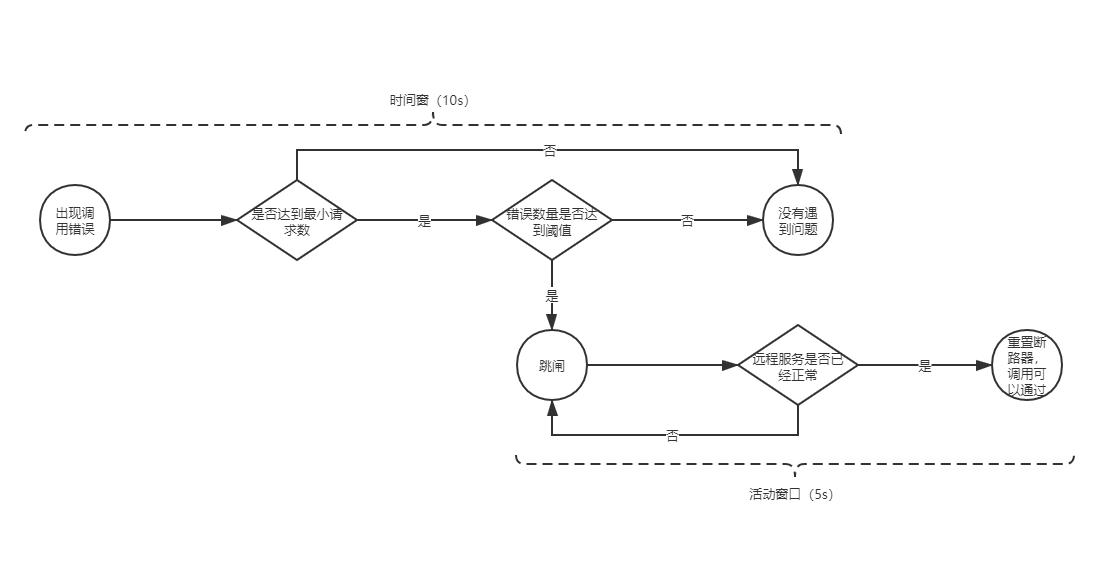 时间窗（10s）
否
出现调
用错误
是否达到最小请
求数
是
错误数量是否达
到阈值
否
没有遇
到问题
是
跳闸
远程服务是否已
经正常
是
重置断
路器，
调用可
以通过
否
活动窗口（5s）